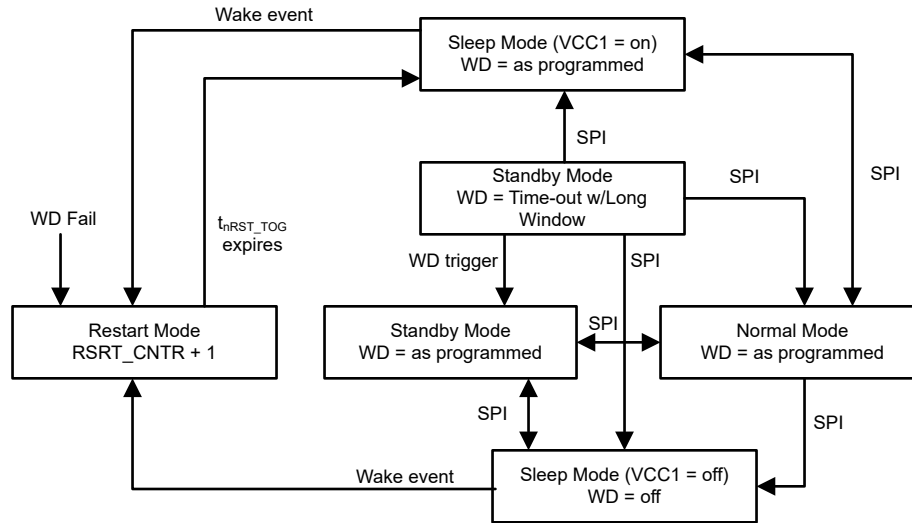 Wake event
Sleep Mode (VCC1 = on)
WD = as programmed
SPI
Standby Mode
WD = Time-out w/Long
Window
SPI
SPI
WD Fail
tnRST_TOG
expires
WD trigger
SPI
Restart Mode
RSRT_CNTR + 1
Standby Mode
WD = as programmed
SPI
Normal Mode
WD = as programmed
SPI
SPI
Wake event
Sleep Mode (VCC1 = off)
WD = off